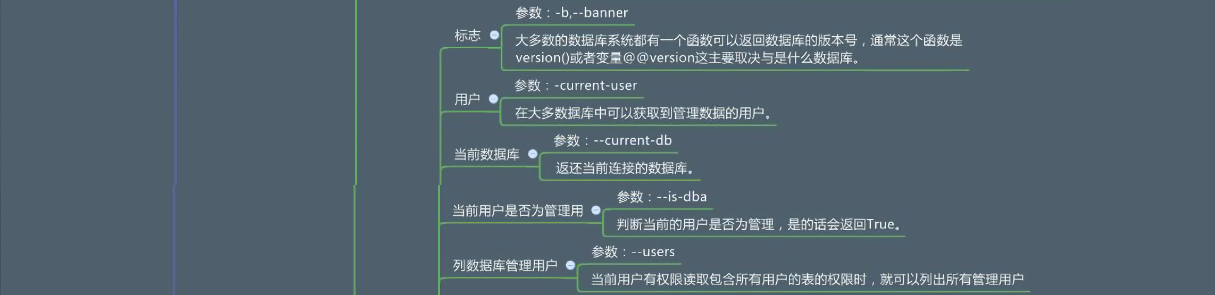 参数：-b,--banner
标志
大多数的数据库系统都有一个函数可以返回数据库的版本号，通常这个函数是
version()或者变量@@version这主要取决与是什么数据库。
参数：-current-user
用户
在大多数据库中可以获取到管理数据的用户。
参数：--current-db
当前数据库
返还当前连接的数据库。
参数：--is-dba
当前用户是否为管理用
判断当前的用户是否为管理，是的话会返回True。
参数：--users
列数据库管理用户
当前用户有权限读取包含所有用户的表的权限时，就可以列出所有管理用户